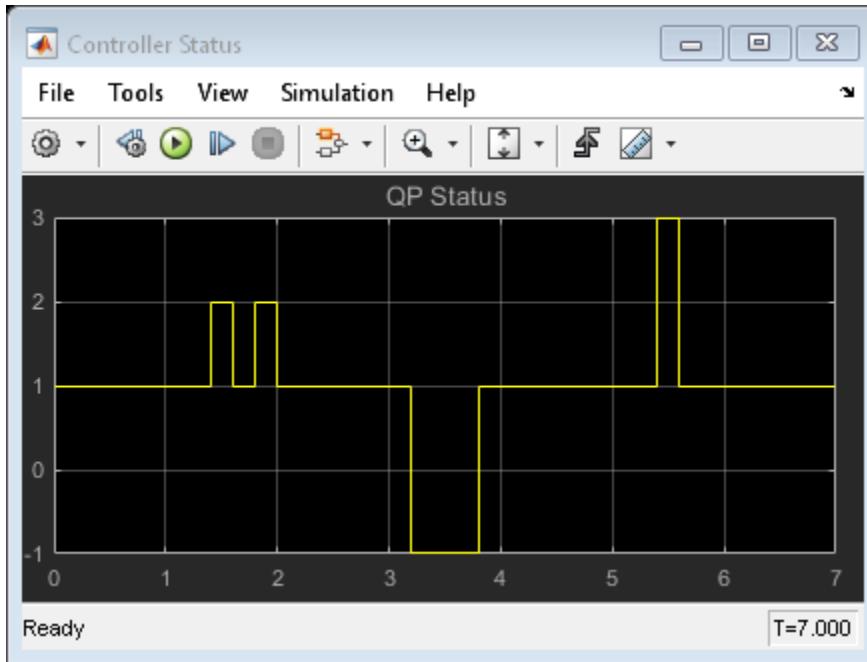 Controller Status
File Tools View Simulation Help
QP Status
3
2
1
0
-1
0 1 2 3 4 5 6 7
Ready T=7.000